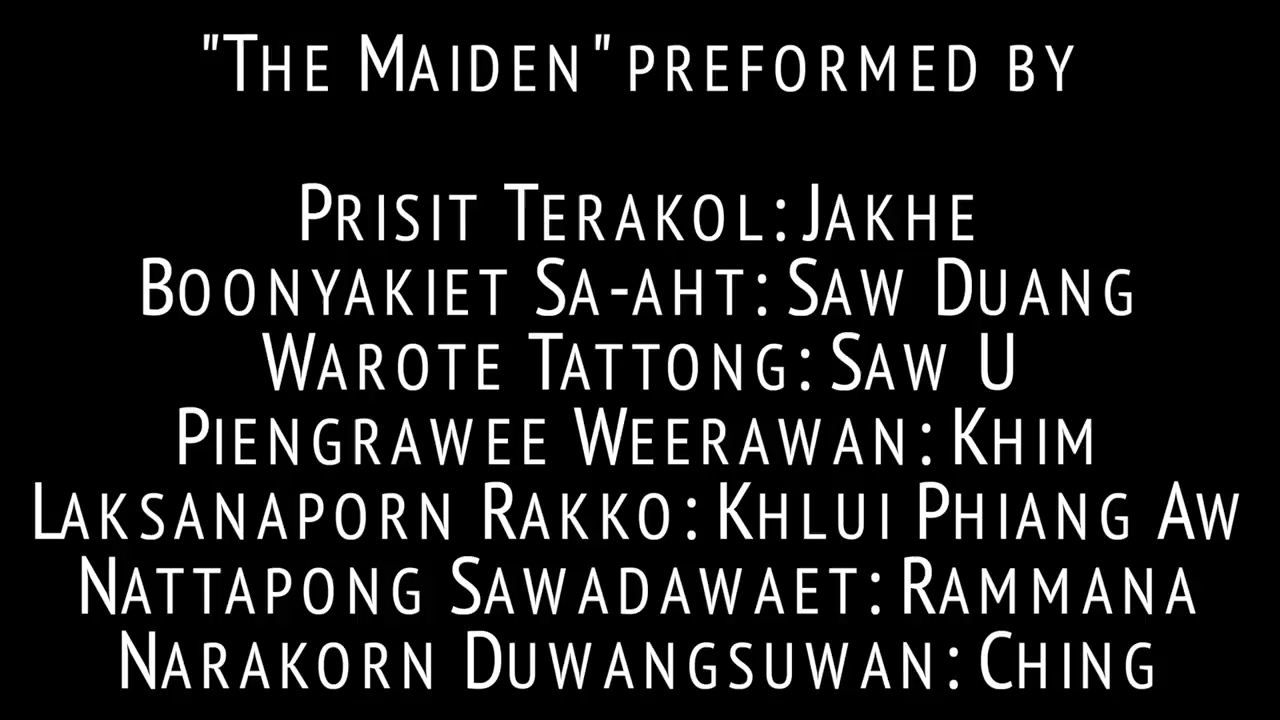 "The Maiden" preformed by
Prisit Terakol: Jakhe
Boonyakiet Sa-aht: Saw Duang
Warote Tattong: Saw U
Piengrawee Weerawan: Khim
Laksanaporn Rakko: Khlui Phiang Aw
Nattapong Sawadawaet: Rammana
Narakorn Duwangsuwan: Ching